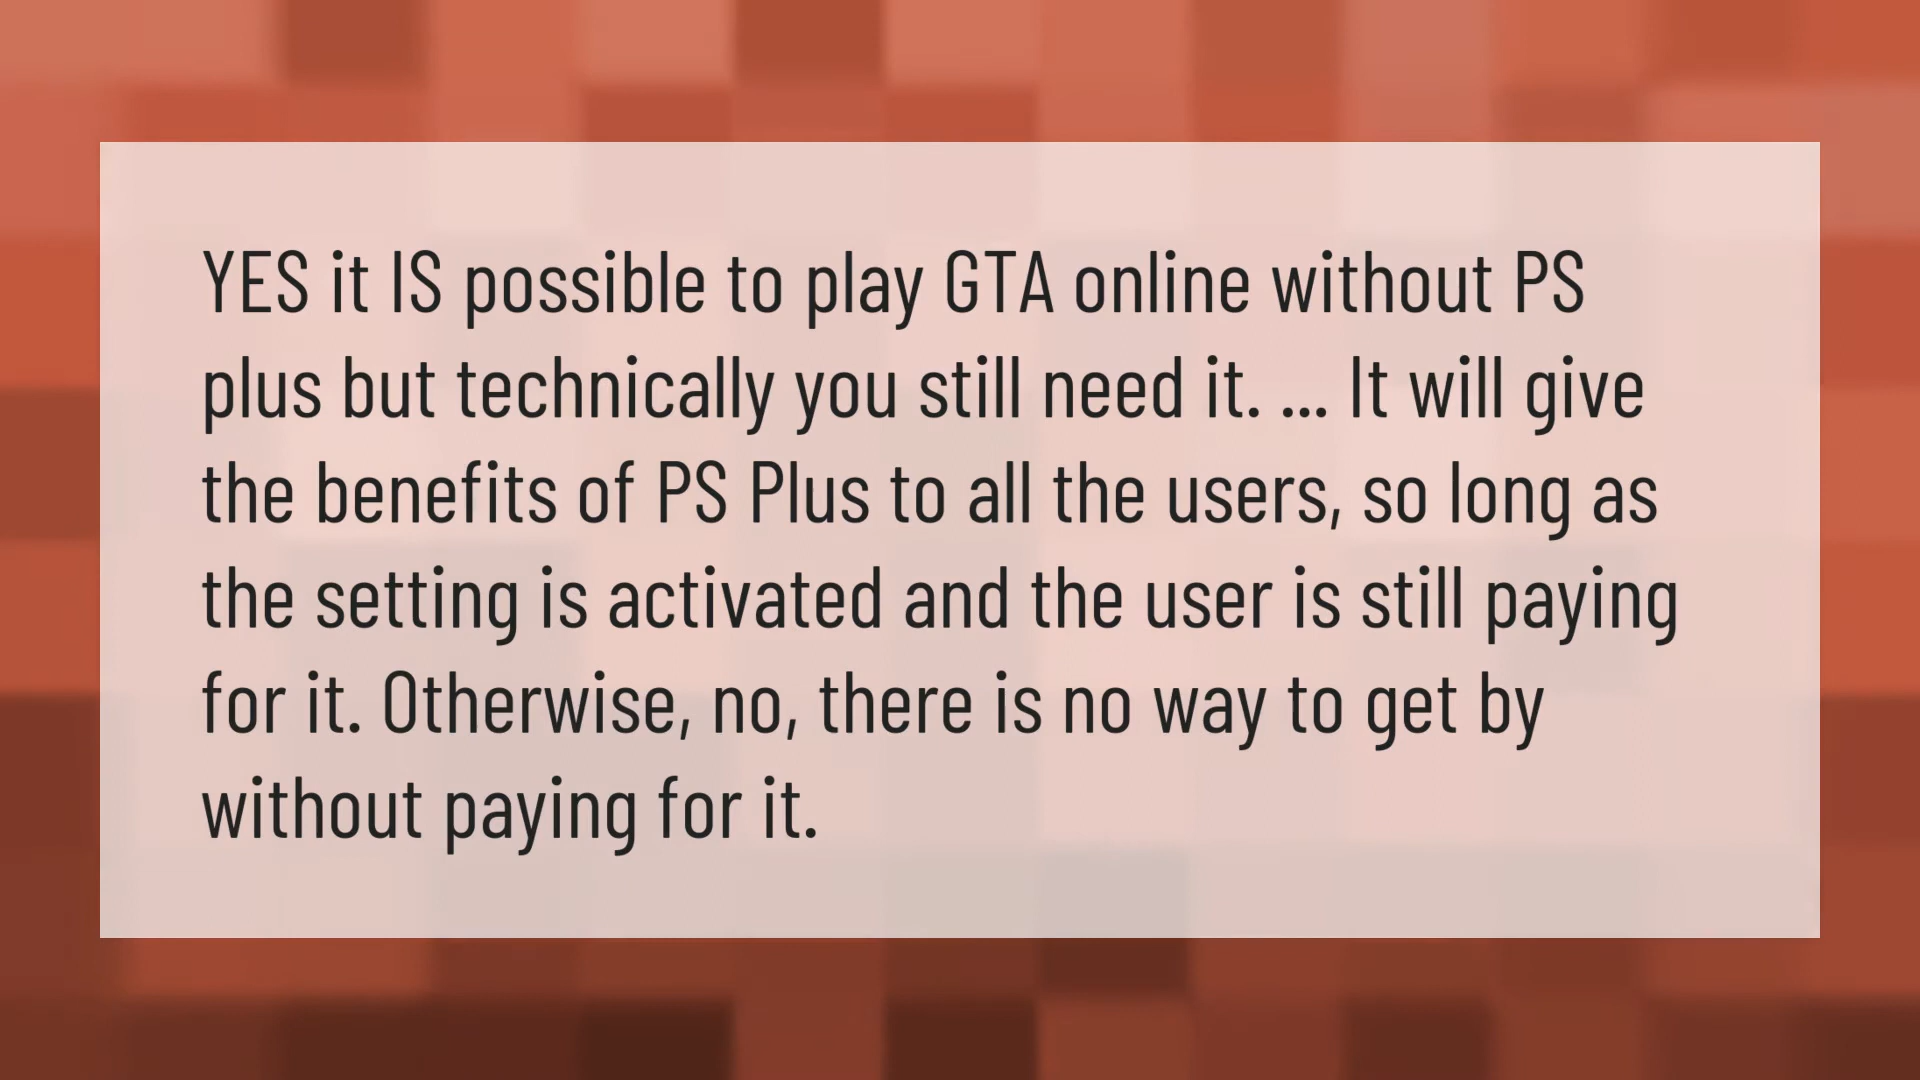 YES it IS possible to play GTA online without PS
plus but technically you still need it. ... It will give
the benefits of PS Plus to all the users, so long as
the setting is activated and the user is still paying
for it. Otherwise, no, there is no way to get by
without paying for it.